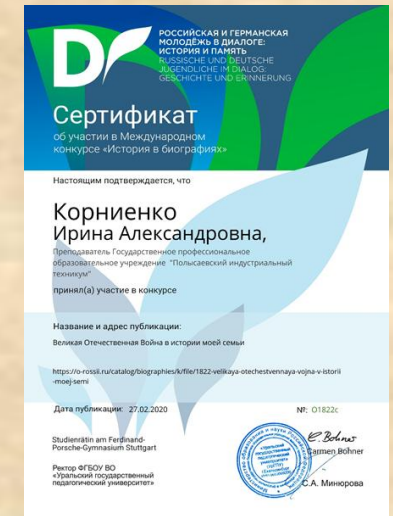 РОССИЙСКАЯ И ГЕРМАНСКАЯ
МОЛОДЁЖЬ В ДИАЛОГЕ:
ИСТОРИЯ И ПАМЯТЬ
RUSSISCHE UND DEUTSCHE
JUGENDLICHE IM DIALOG:
GESCHICHTE UND ERINNERUNG
Сертификат
об участии в Международном
конкурсе «История в биографиях»
Настоящим подтверждается, что
Корниенко
Ирина Александровна,
Преподаватель Государственное профессиональное
образовательное учреждение "Полысаевский индустриальный
техникум"
принял(а) участие в конкурсе
Название и адрес публикации:
Великая Отечественная Война в истории моей семьи
https://o-rossii.ru/catalog/biographies/k/file/1822-velikaya-otechestvennaya-vojna-v-istorii
-moej-semi
Дата публикации: 27.02.2020
№: О1822с
Studienrätin am Ferdinand-
Porsche-Gymnasium Stuttgart
C. Bohner
Carmen Bohner
Ректор ФГБОУ ВО
«Уральский государственный
педагогический университет»
С.А. Минюрова